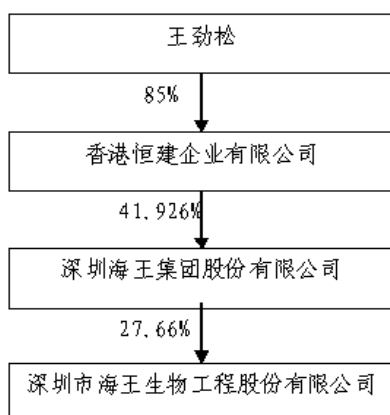 王劲松
85%
香港恒建企业有限公司
41.926%
深圳海王集团股份有限公司
27.66%
深圳市海王生物工程股份有限公司